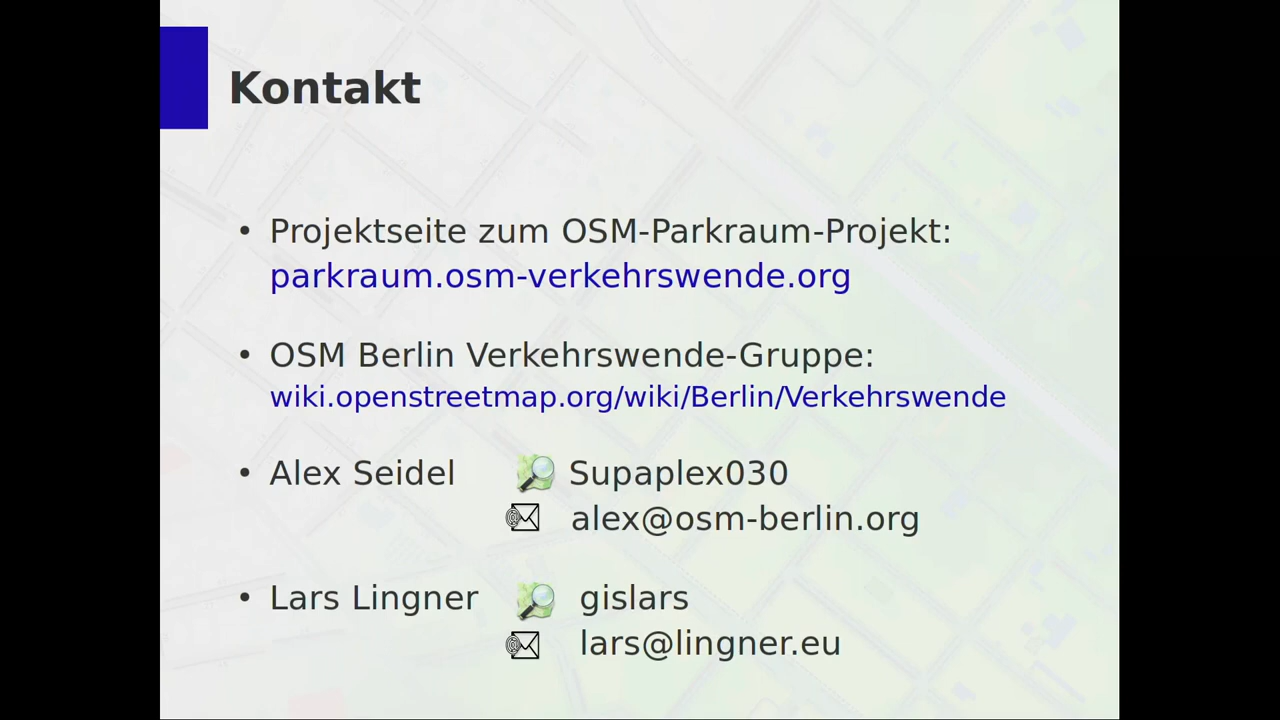 Kontakt
• Projektseite zum OSM-Parkraum-Projekt:
parkraum.osm-verkehrswende.org
• OSM Berlin Verkehrswende-Gruppe:
wiki.openstreetmap.org/wiki/Berlin/Verkehrswende
• Alex Seidel Supaplex030
alex@osm-berlin.org
• Lars Lingner gislars
lars@lingner.eu